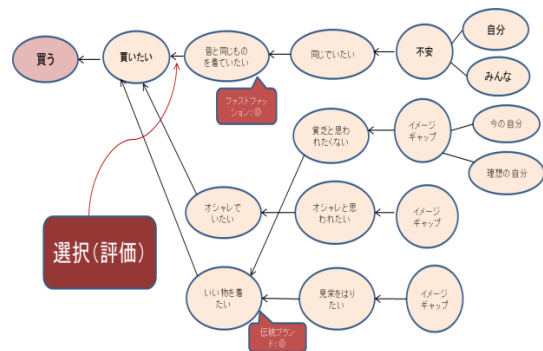 買う
買いたい
皆と同じもの
を着ていたい
同じでいたい
不安
自分
みんな
ファストファッ
ション:◎
貧乏と思わ
れたくない
イメージ
ギャップ
今の自分
理想の自分
オシャレで
いたい
オシャレと思
われたい
イメージ
ギャップ
選択(評価)
いい物を着
たい
見栄をはり
たい
イメージ
ギャップ
伝統ブラン
ド:◎